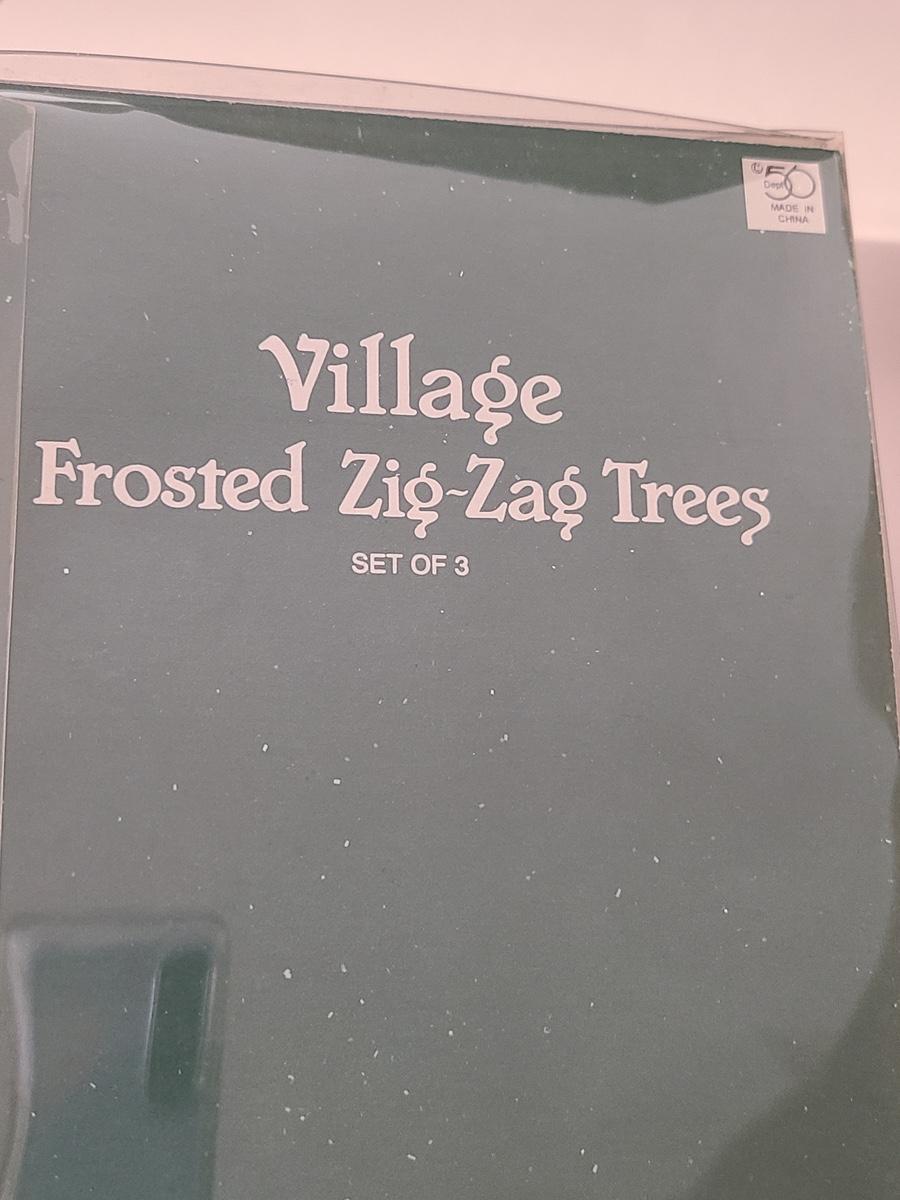 © Dept 56
MADE IN
CHINA
Village
Frosted Zig-Zag Trees
SET OF 3